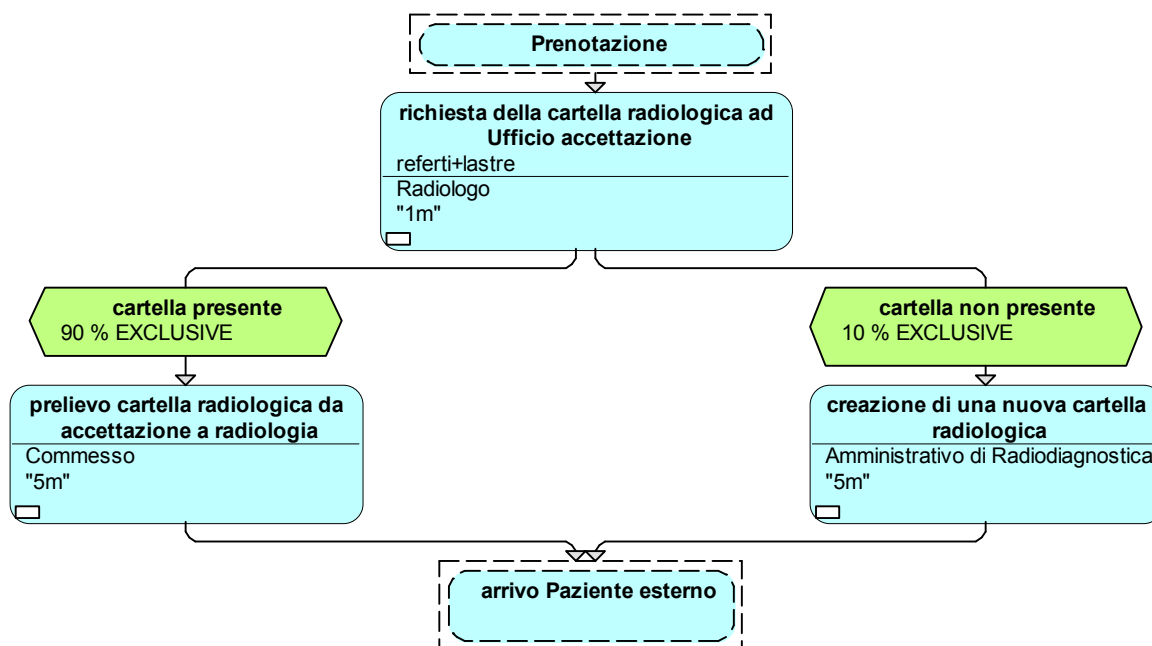 Prenotazione
richiesta della cartella radiologica ad
Ufficio accettazione
referti+lastre
Radiologo
"1m"
cartella presente
90 % EXCLUSIVE
cartella non presente
10 % EXCLUSIVE
prelievo cartella radiologica da
accettazione a radiologia
Commesso
"5m"
creazione di una nuova cartella
radiologica
Amministrativo di Radiodiagnostica
"5m"
arrivo Paziente esterno